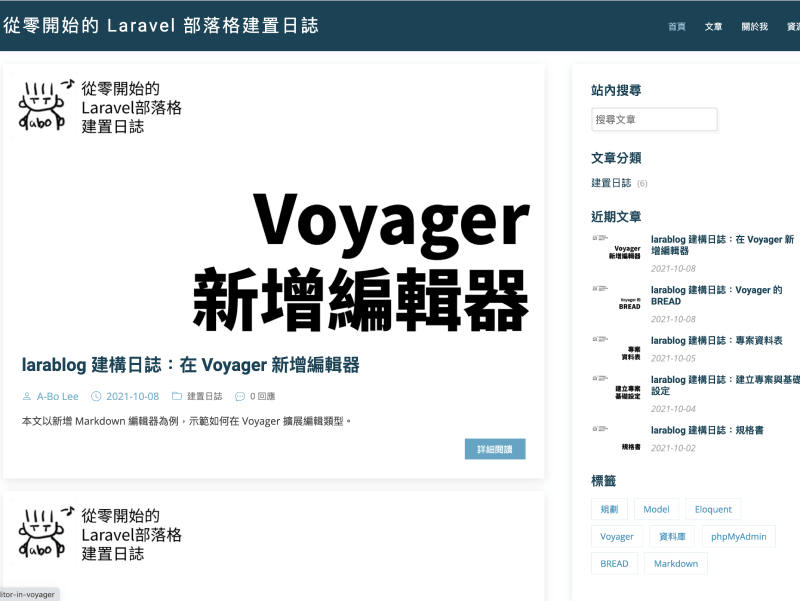 從零開始的 Laravel 部落格建置日誌
首頁 文章 關於我
從零開始的
Laravel部落格
建置日誌
dabop
Voyager
新增編輯器
larablog 建構日誌：在 Voyager 新增編輯器
A-Bo Lee 2021-10-08 建置日誌 0 回應
本文以新增 Markdown 編輯器為例，示範如何在 Voyager 擴展編輯類型。
詳細閱讀
從零開始的
Laravel部落格
建置日誌
dabop
litor-in-voyager
站內搜尋
搜尋文章
文章分類
建置日誌 (6)
近期文章
Voyager
新增編輯器
larablog 建構日誌：在 Voyager 新
增編輯器
2021-10-08
Voyager 的
BREAD
larablog 建構日誌：Voyager 的
BREAD
2021-10-08
專案
資料表
larablog 建構日誌：專案資料表
2021-10-05
建立專案
基礎設定
larablog 建構日誌：建立專案與基礎
設定
2021-10-04
規格書
larablog 建構日誌：規格書
2021-10-02
標籤
規劃 Model Eloquent
Voyager 資料庫 phpMyAdmin
BREAD Markdown